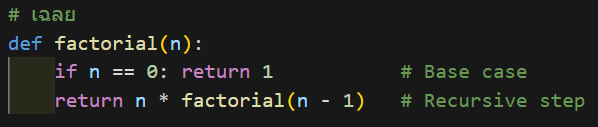 # เฉลย
def factorial(n):
    if n == 0: return 1           # Base case
    return n * factorial(n - 1)   # Recursive step